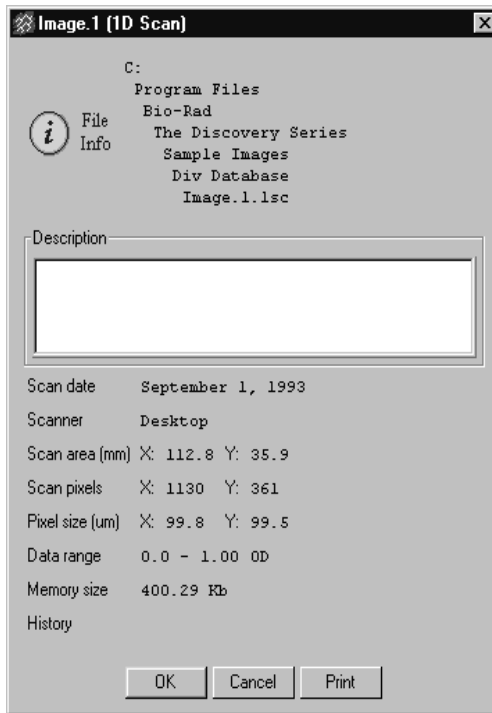 Image.1 (1D Scan)
C:
Program Files
Bio-Rad
File
Info
The Discovery Series
Sample Images
Div Database
Image.1.1sc
Description
Scan date September 1, 1993
Scanner Desktop
Scan area (mm) X: 112.8 Y: 35.9
Scan pixels X: 1130 Y: 361
Pixel size (um) X: 99.8 Y: 99.5
Data range 0.0 - 1.00 OD
Memory size 400.29 Kb
History
OK Cancel Print